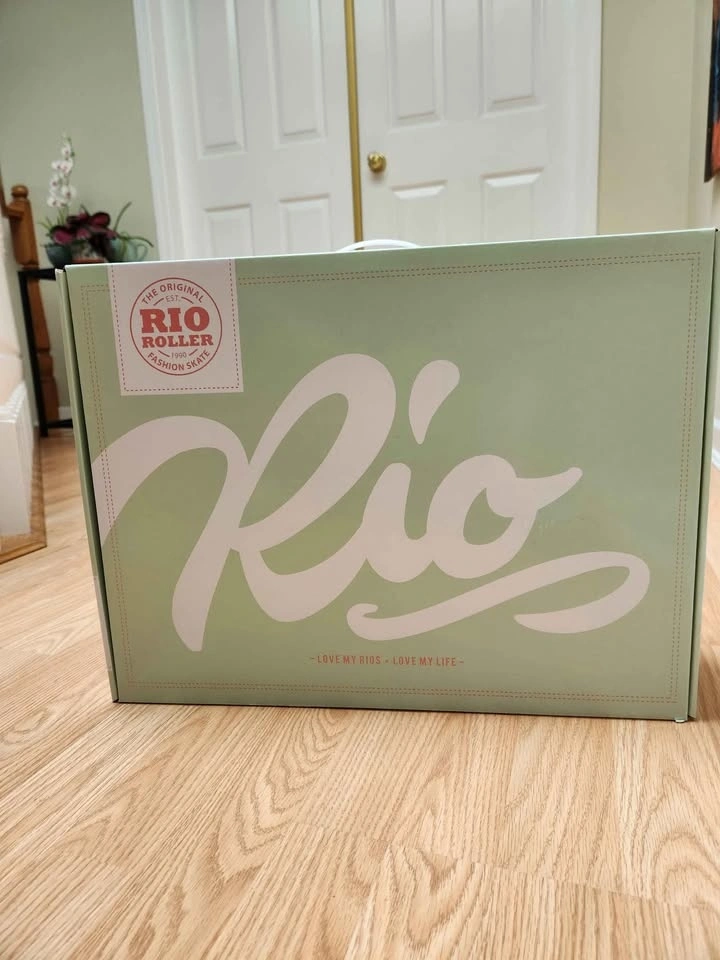 THE ORIGINAL
EST.
RIO
ROLLER
1990
FASHION SKATE
Rio
~LOVE MY RIOS • LOVE MY LIFE~